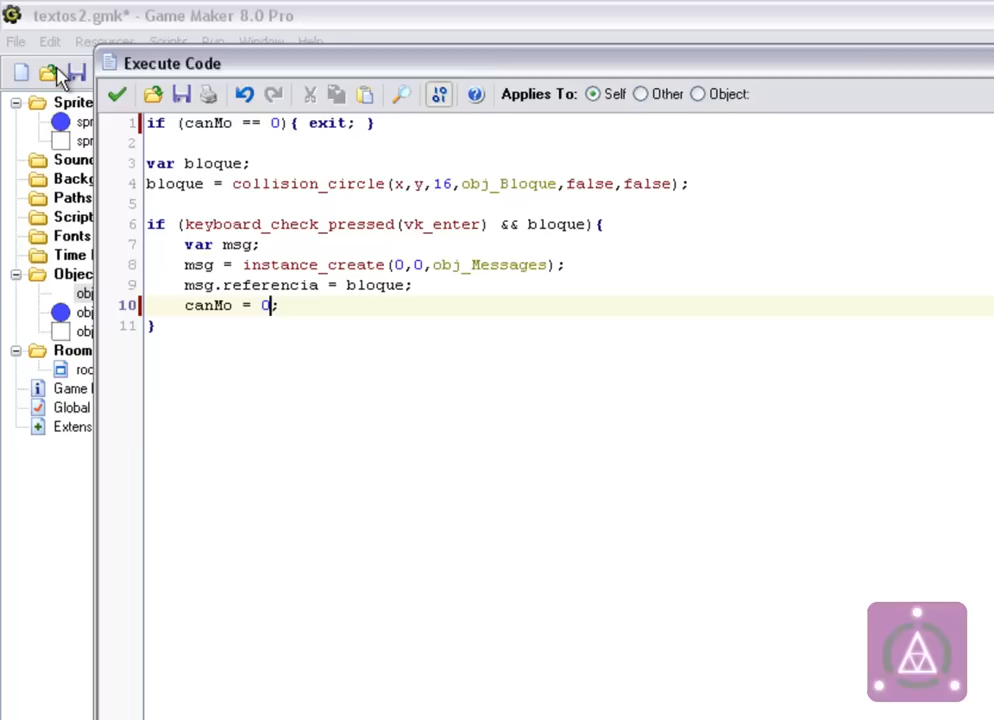 textos2.gmk* - Game Maker 8.0 Pro
File Edit Resources Scripts Run Window Help
Execute Code
Applies To: Self Other Object:
Sprite
spr
spr
Soun
Backg
Paths
Script
Fonts
Time
Objec
obj
obj
obj
Room
roo
Game
Global
Extens
1 if (canMo == 0){ exit; }
2
3 var bloque;
4 bloque = collision_circle(x,y,16,obj_Bloque,false,false);
5
6 if (keyboard_check_pressed(vk_enter) && bloque){
7 var msg;
8 msg = instance_create(0,0,obj_Messages);
9 msg.referencia = bloque;
10 canMo = 0;
11 }